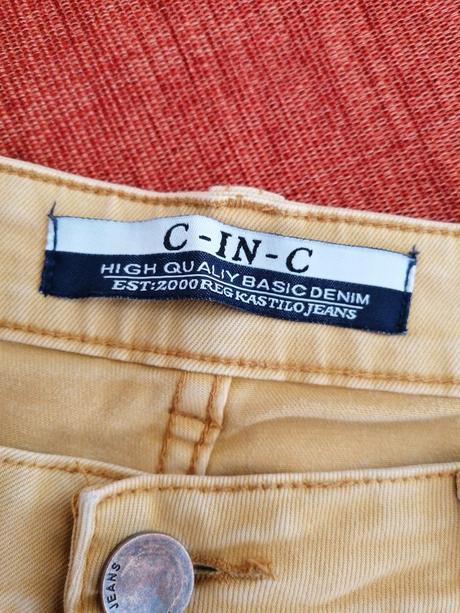 C-IN-C
HIGH QUALIY BASIC DENIM
EST:2000 REG KASTILO JEANS
JEANS